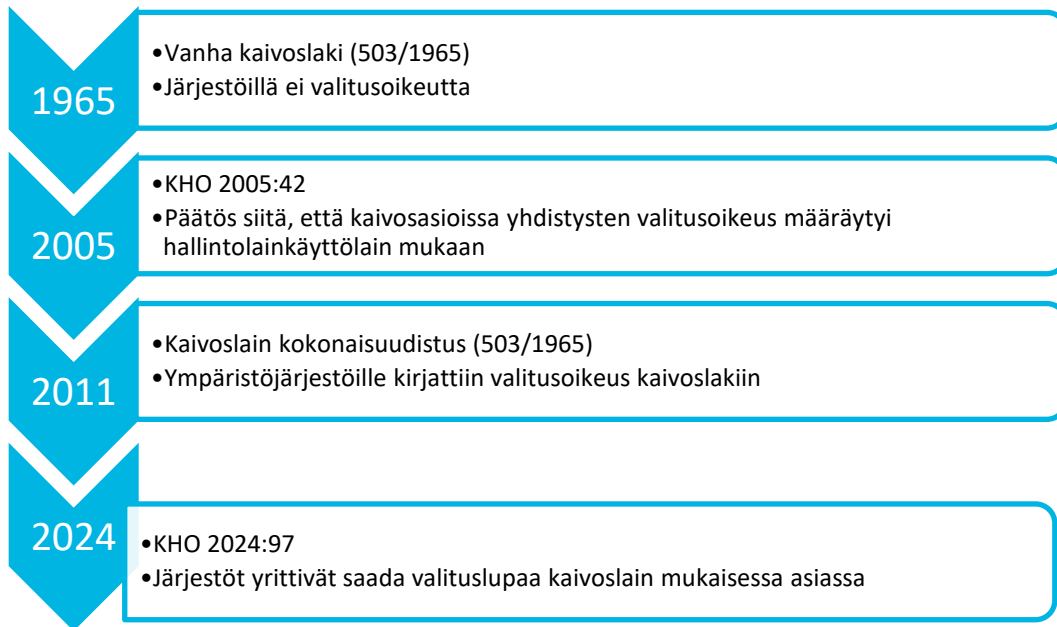 1965
•Vanha kaivoslaki (503/1965)
•Järjestöillä ei valitusoikeutta
2005
•KHO 2005:42
•Päätös siitä, että kaivosasioissa yhdistysten valitusoikeus määräytyi
hallintolainkäyttölain mukaan
2011
•Kaivoslain kokonaisuudistus (503/1965)
•Ympäristöjärjestöille kirjattiin valitusoikeus kaivoslakiin
2024
•KHO 2024:97
•Järjestöt yrittivät saada valituslupaa kaivoslain mukaisessa asiassa